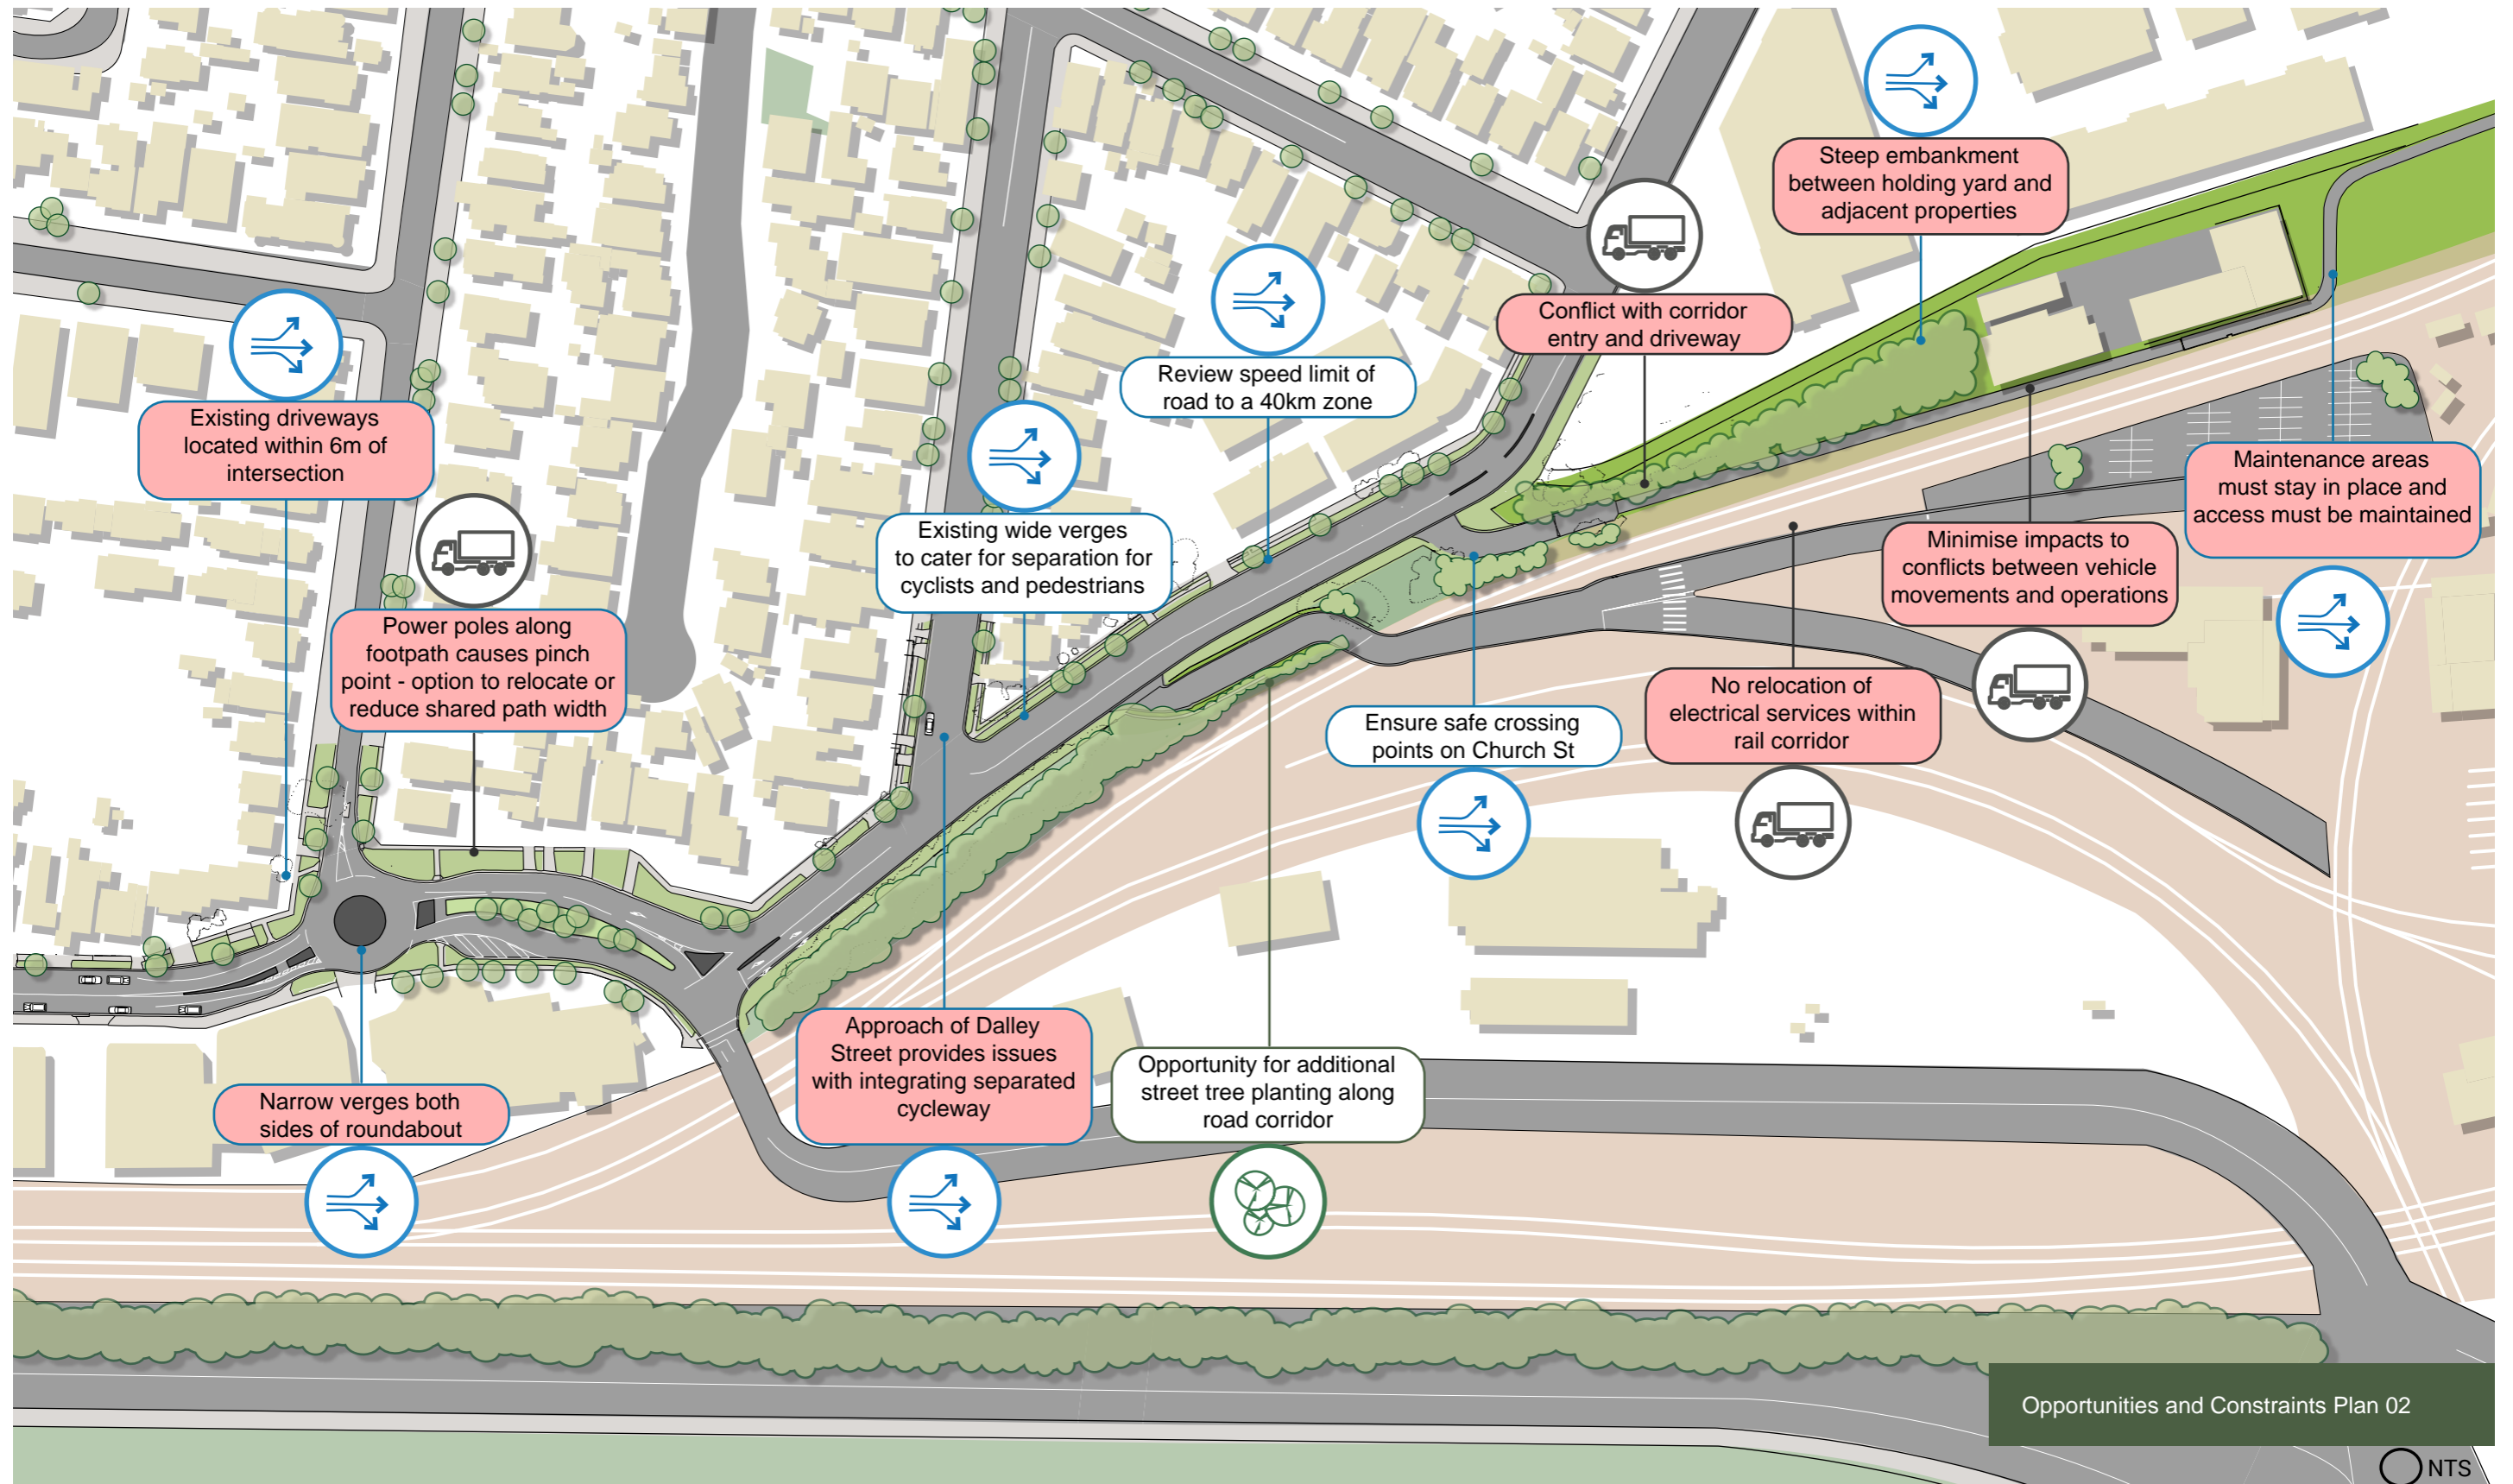 Steep embankment
between holding yard and
adjacent properties
Conflict with corridor
entry and driveway
Review speed limit of
road to a 40km zone
Existing driveways
located within 6m of
intersection
Maintenance areas
must stay in place and
access must be maintained
Existing wide verges
to cater for separation for
cyclists and pedestrians
Minimise impacts to
conflicts between vehicle
movements and operations
Power poles along
footpath causes pinch
point - option to relocate or
reduce shared path width
No relocation of
electrical services within
rail corridor
Ensure safe crossing
points on Church St
Approach of Dalley
Street provides issues
with integrating separated
cycleway
Opportunity for additional
street tree planting along
road corridor
Narrow verges both
sides of roundabout
Opportunities and Constraints Plan 02
NTS